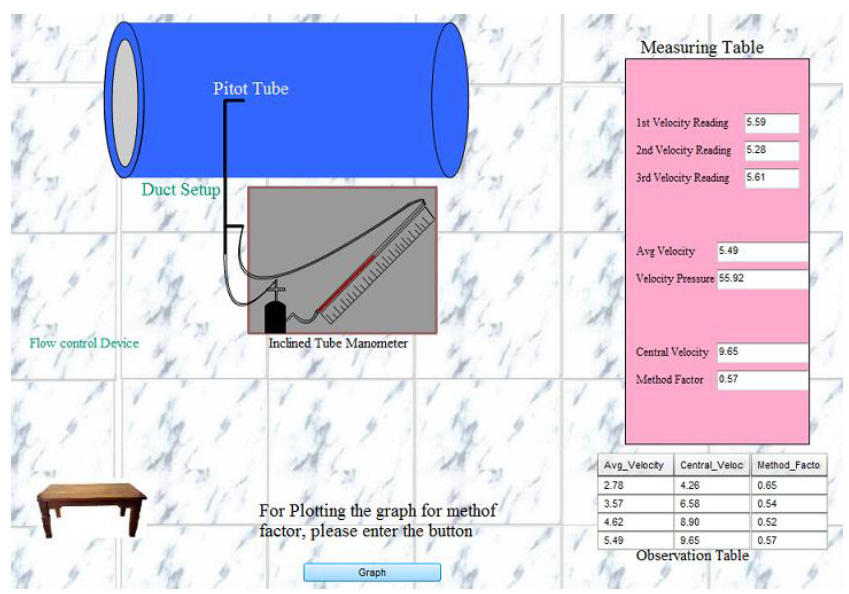 Measuring Table
Pitot Tube
1st Velocity Reading 5.59
2nd Velocity Reading 5.28
3rd Velocity Reading 5.61
Duct Setup
Avg Velocity 5.49
Velocity Pressure 55.92
Flow control Device
Inclined Tube Manometer
Central Velocity 9.65
Method Factor 0.57
Avg_Velocity Central_Veloc Method_Facto
2.78 4.26 0.65
3.57 6.58 0.54
4.62 8.90 0.52
5.49 9.65 0.57
Observation Table
For Plotting the graph for methof
factor, please enter the button
Graph